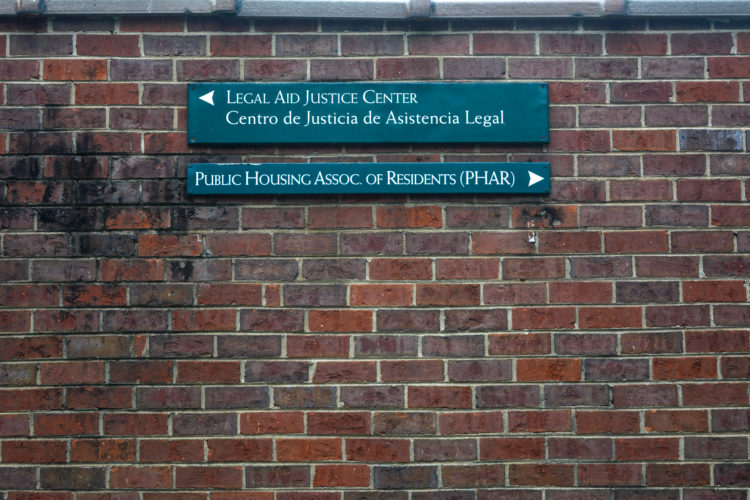 LEGAL AID JUSTICE CENTER
Centro de Justicia de Asistencia Legal
PUBLIC HOUSING ASSOC. OF RESIDENTS (PHAR)